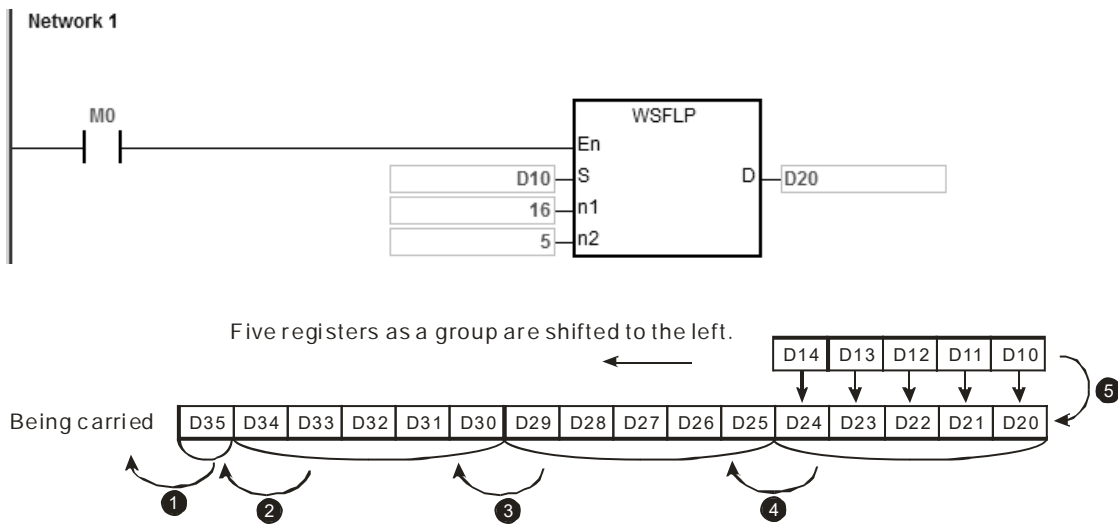 Network 1
M0
WSFLP
En
D10 S D D20
16 n1
5 n2
Five registers as a group are shifted to the left.
D14 D13 D12 D11 D10
5
Being carried D35 D34 D33 D32 D31 D30 D29 D28 D27 D26 D25 D24 D23 D22 D21 D20
1 2 3 4